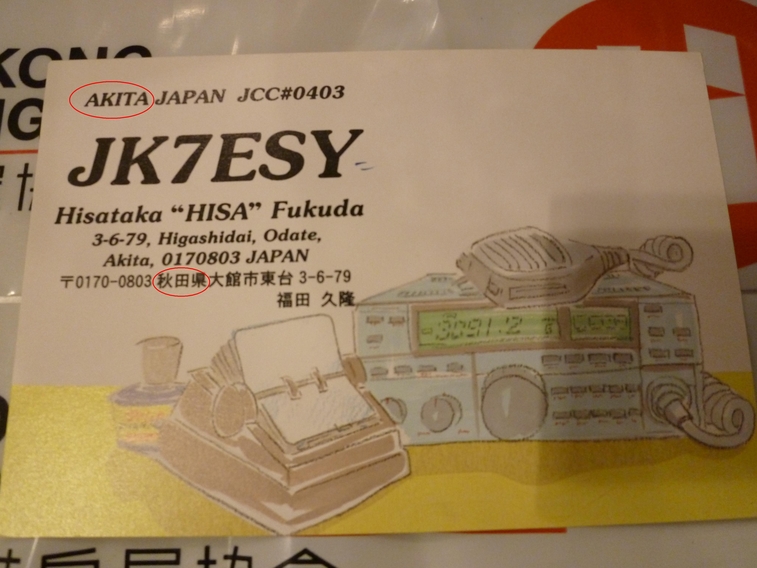 KONG
AKITA JAPAN JCC#0403
JK7ESY
Hisataka “HISA” Fukuda
3-6-79, Higashidai, Odate,
Akita, 0170803 JAPAN
〒0170-0803 秋田県大館市東台 3-6-79
福田 久隆